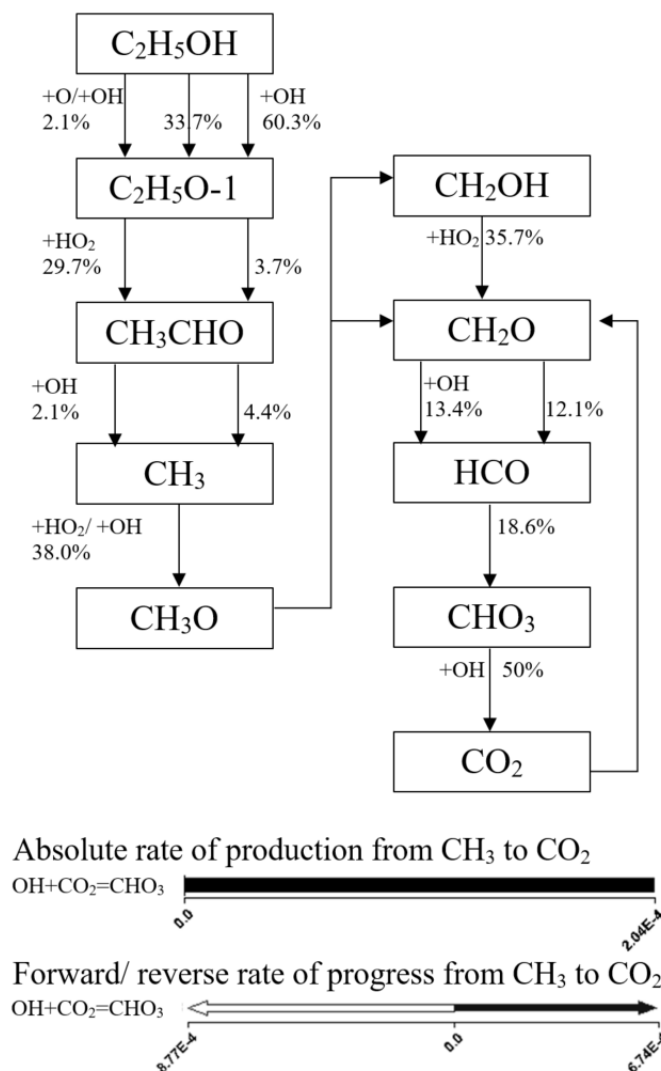 C₂H₅OH
+O/+OH
2.1%
33.7%
+OH
60.3%
C₂H₅O-1
+HO₂
29.7%
3.7%
CH₃CHO
+OH
2.1%
4.4%
CH₃
+HO₂/ +OH
38.0%
CH₃O
CH₂OH
+HO₂ 35.7%
CH₂O
+OH
13.4%
12.1%
HCO
18.6%
CHO₃
+OH 50%
CO₂
Absolute rate of production from CH₃ to CO₂
OH+CO₂=CHO₃
0.0
2.04E-4
Forward/ reverse rate of progress from CH₃ to CO₂
OH+CO₂=CHO₃
8.77E-4
0.0